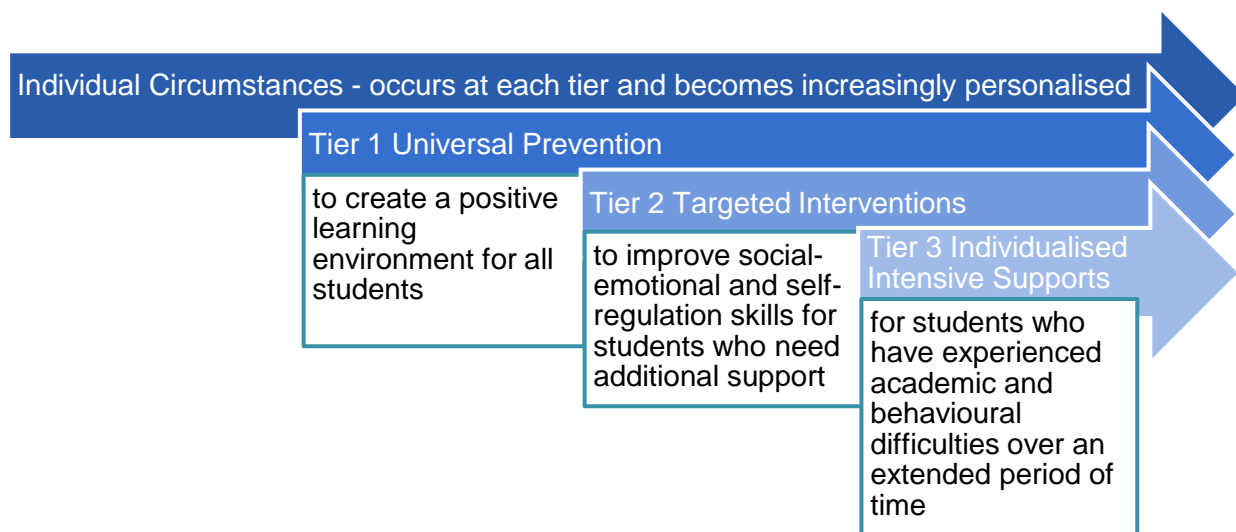 Individual Circumstances - occurs at each tier and becomes increasingly personalised
Tier 1 Universal Prevention
to create a positive
learning
environment for all
students
Tier 2 Targeted Interventions
to improve social-
emotional and self-
regulation skills for
students who need
additional support
Tier 3 Individualised
Intensive Supports
for students who
have experienced
academic and
behavioural
difficulties over an
extended period of
time